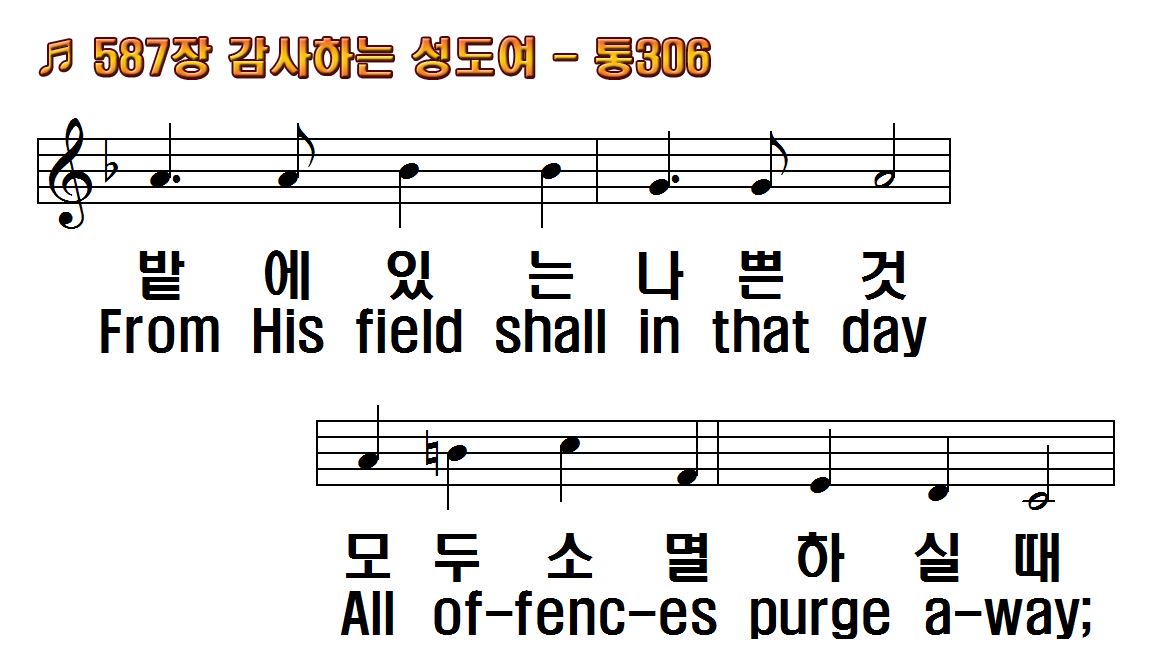 ♬ 587장 감사하는 성도여 - 통306
밭 에 있 는 나 쁜 것
From His field shall in that day
모 두 소 멸 하 실 때
All of-fenc-es purge a-way;